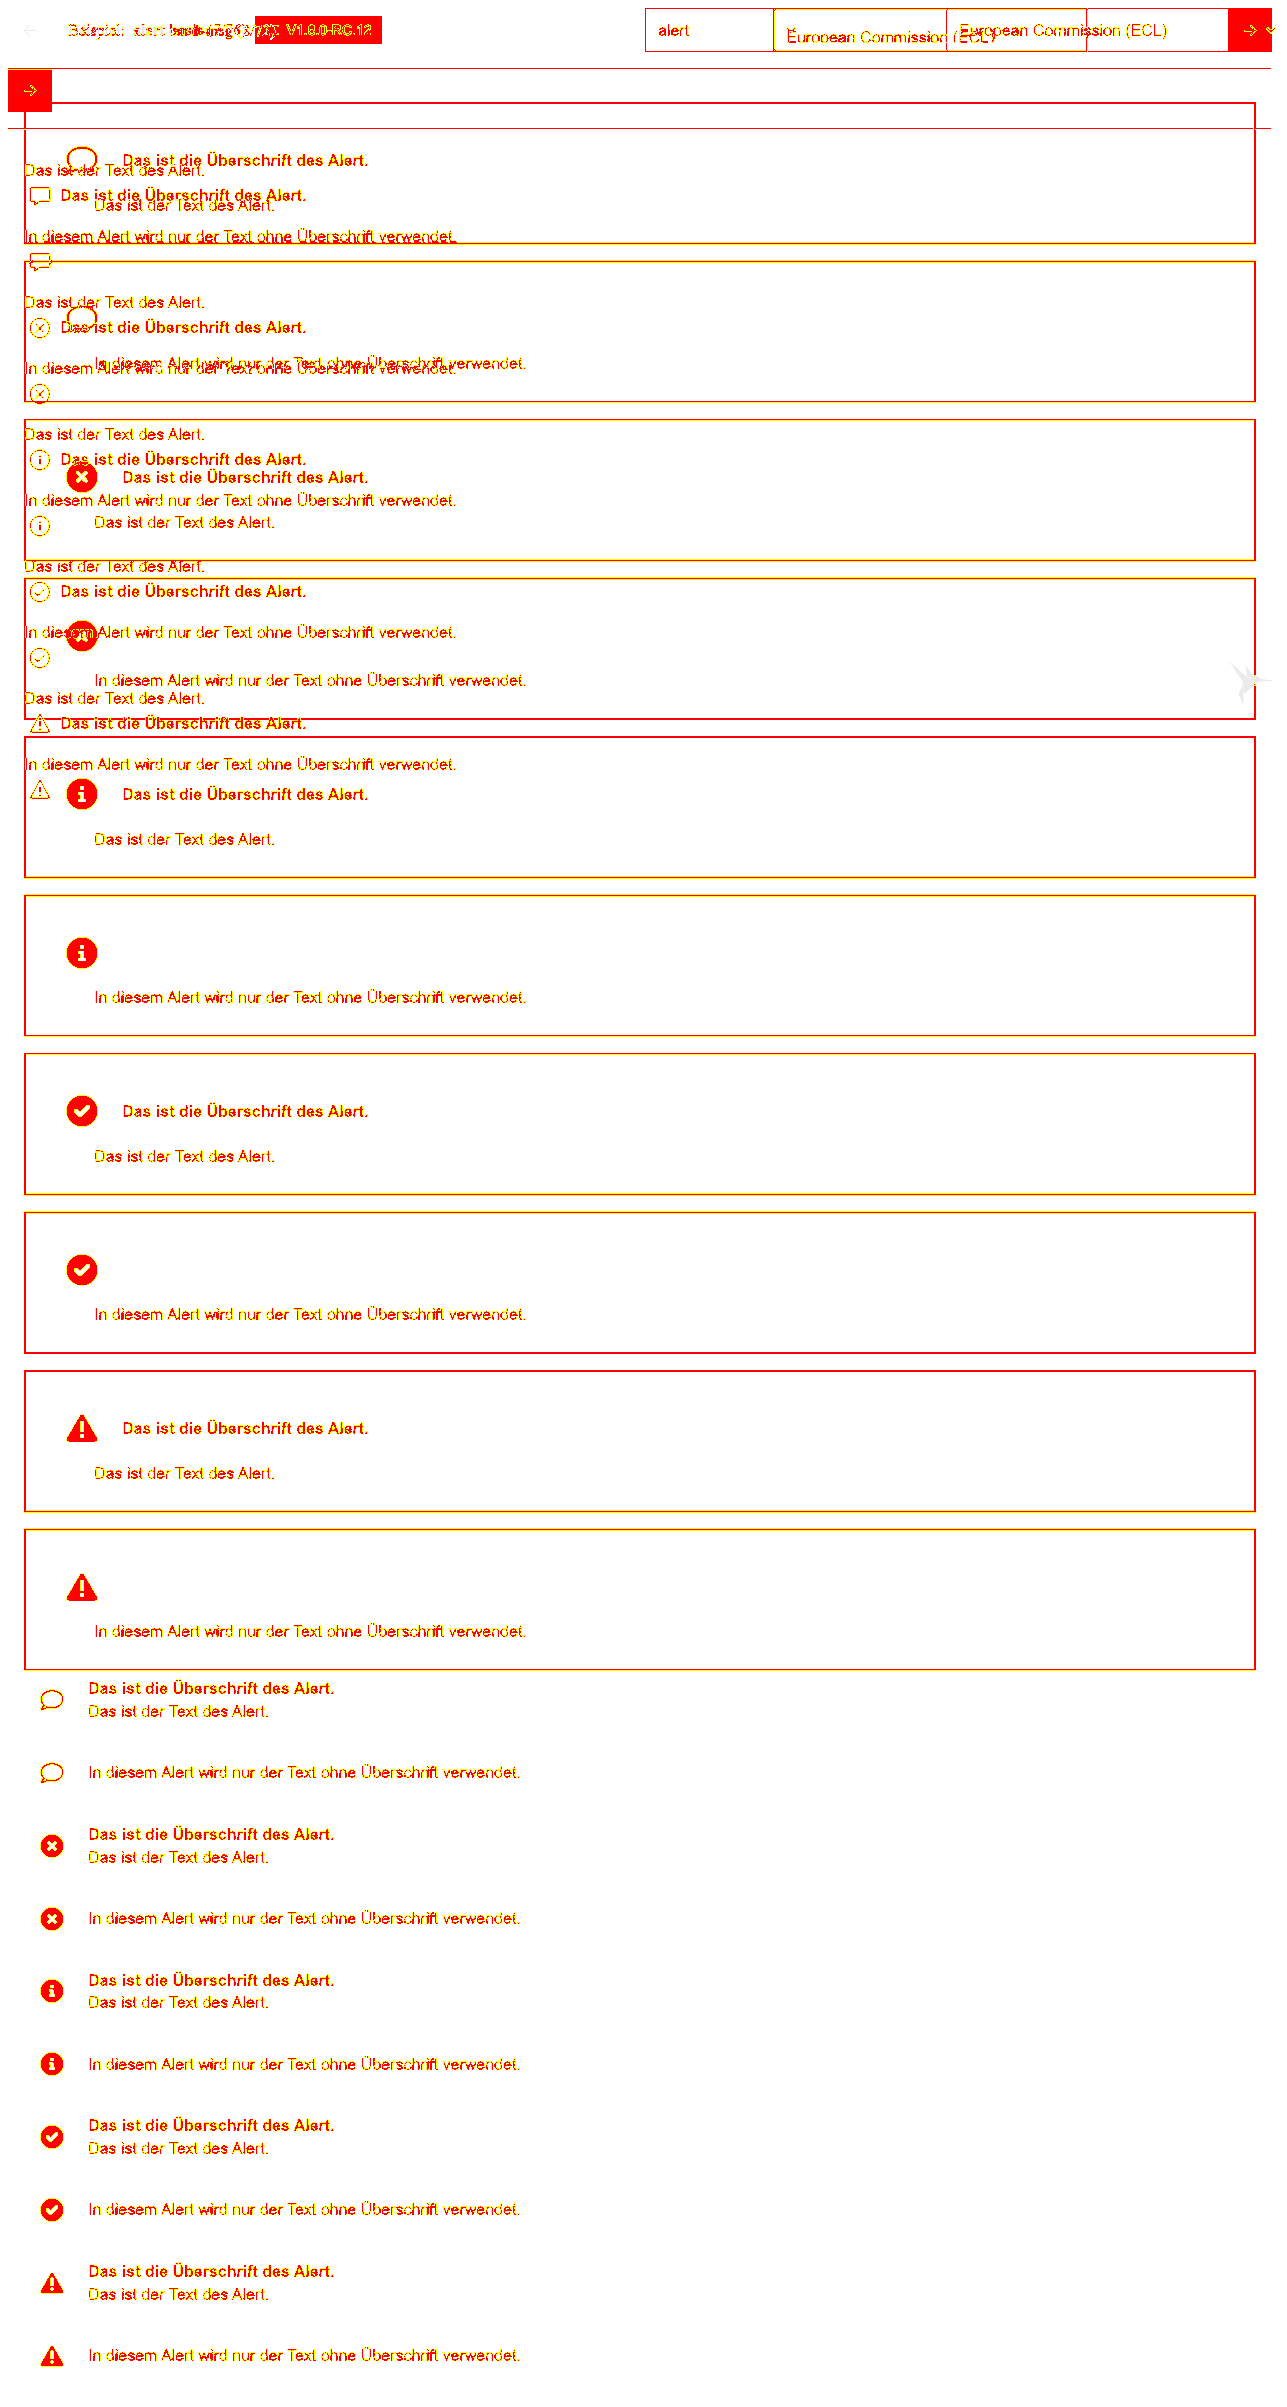 V1.0.0-RC.12
alert
European Commission (ECL)
European Commission (ECL)
Das ist die Überschrift des Alert.
Das ist der Text des Alert.
Das ist die Überschrift des Alert.
Das ist der Text des Alert.
In diesem Alert wird nur der Text ohne Überschrift verwendet.
Das ist der Text des Alert.
Das ist die Überschrift des Alert.
In diesem Alert wird nur der Text ohne Überschrift verwendet.
In diesem Alert wird nur der Text ohne Überschrift verwendet.
Das ist der Text des Alert.
Das ist die Überschrift des Alert.
Das ist die Überschrift des Alert.
In diesem Alert wird nur der Text ohne Überschrift verwendet.
Das ist der Text des Alert.
Das ist der Text des Alert.
Das ist die Überschrift des Alert.
In diesem Alert wird nur der Text ohne Überschrift verwendet.
In diesem Alert wird nur der Text ohne Überschrift verwendet.
Das ist der Text des Alert.
Das ist die Überschrift des Alert.
In diesem Alert wird nur der Text ohne Überschrift verwendet.
Das ist die Überschrift des Alert.
Das ist der Text des Alert.
In diesem Alert wird nur der Text ohne Überschrift verwendet.
Das ist die Überschrift des Alert.
Das ist der Text des Alert.
In diesem Alert wird nur der Text ohne Überschrift verwendet.
Das ist die Überschrift des Alert.
Das ist der Text des Alert.
In diesem Alert wird nur der Text ohne Überschrift verwendet.
Das ist die Überschrift des Alert.
Das ist der Text des Alert.
In diesem Alert wird nur der Text ohne Überschrift verwendet.
Das ist die Überschrift des Alert.
Das ist der Text des Alert.
In diesem Alert wird nur der Text ohne Überschrift verwendet.
Das ist die Überschrift des Alert.
Das ist der Text des Alert.
In diesem Alert wird nur der Text ohne Überschrift verwendet.
Das ist die Überschrift des Alert.
Das ist der Text des Alert.
In diesem Alert wird nur der Text ohne Überschrift verwendet.
Das ist die Überschrift des Alert.
Das ist der Text des Alert.
In diesem Alert wird nur der Text ohne Überschrift verwendet.